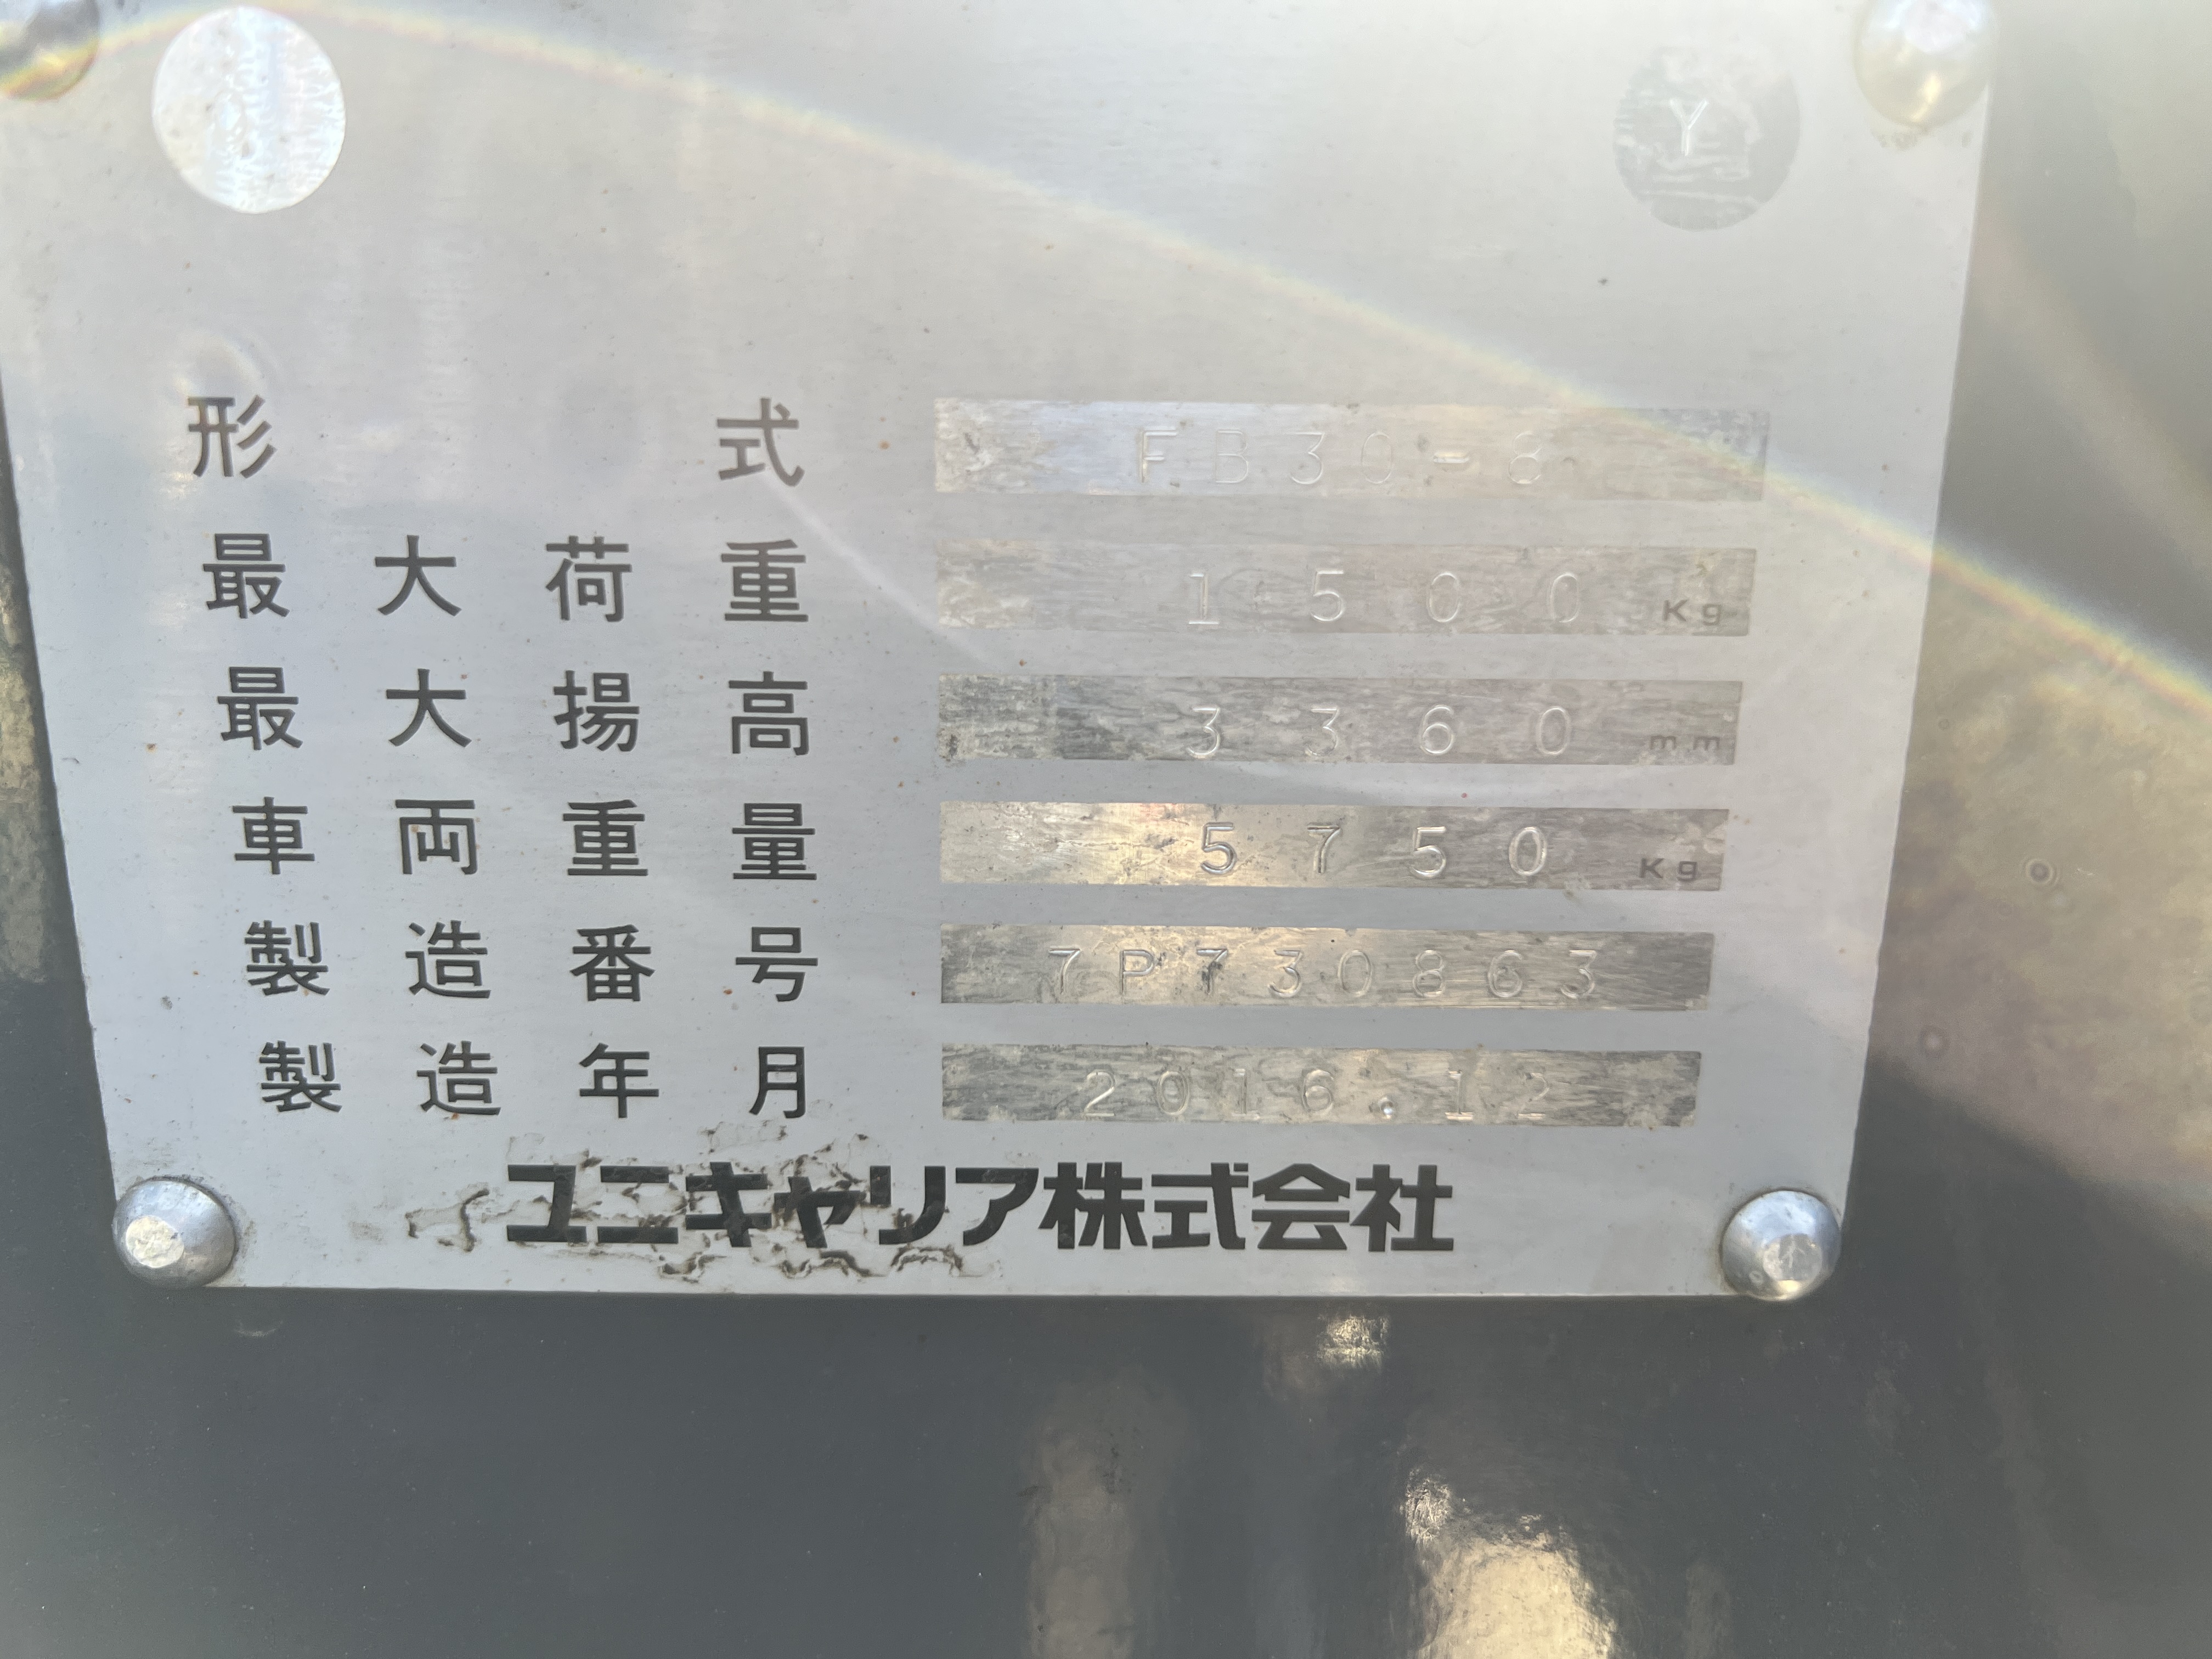 Y
形式 FB30-8
最大荷重 1500 Kg
最大揚高 3360 mm
車両重量 5750 Kg
製造番号 7P730863
製造年月 2016.12
ユニキャリア株式会社